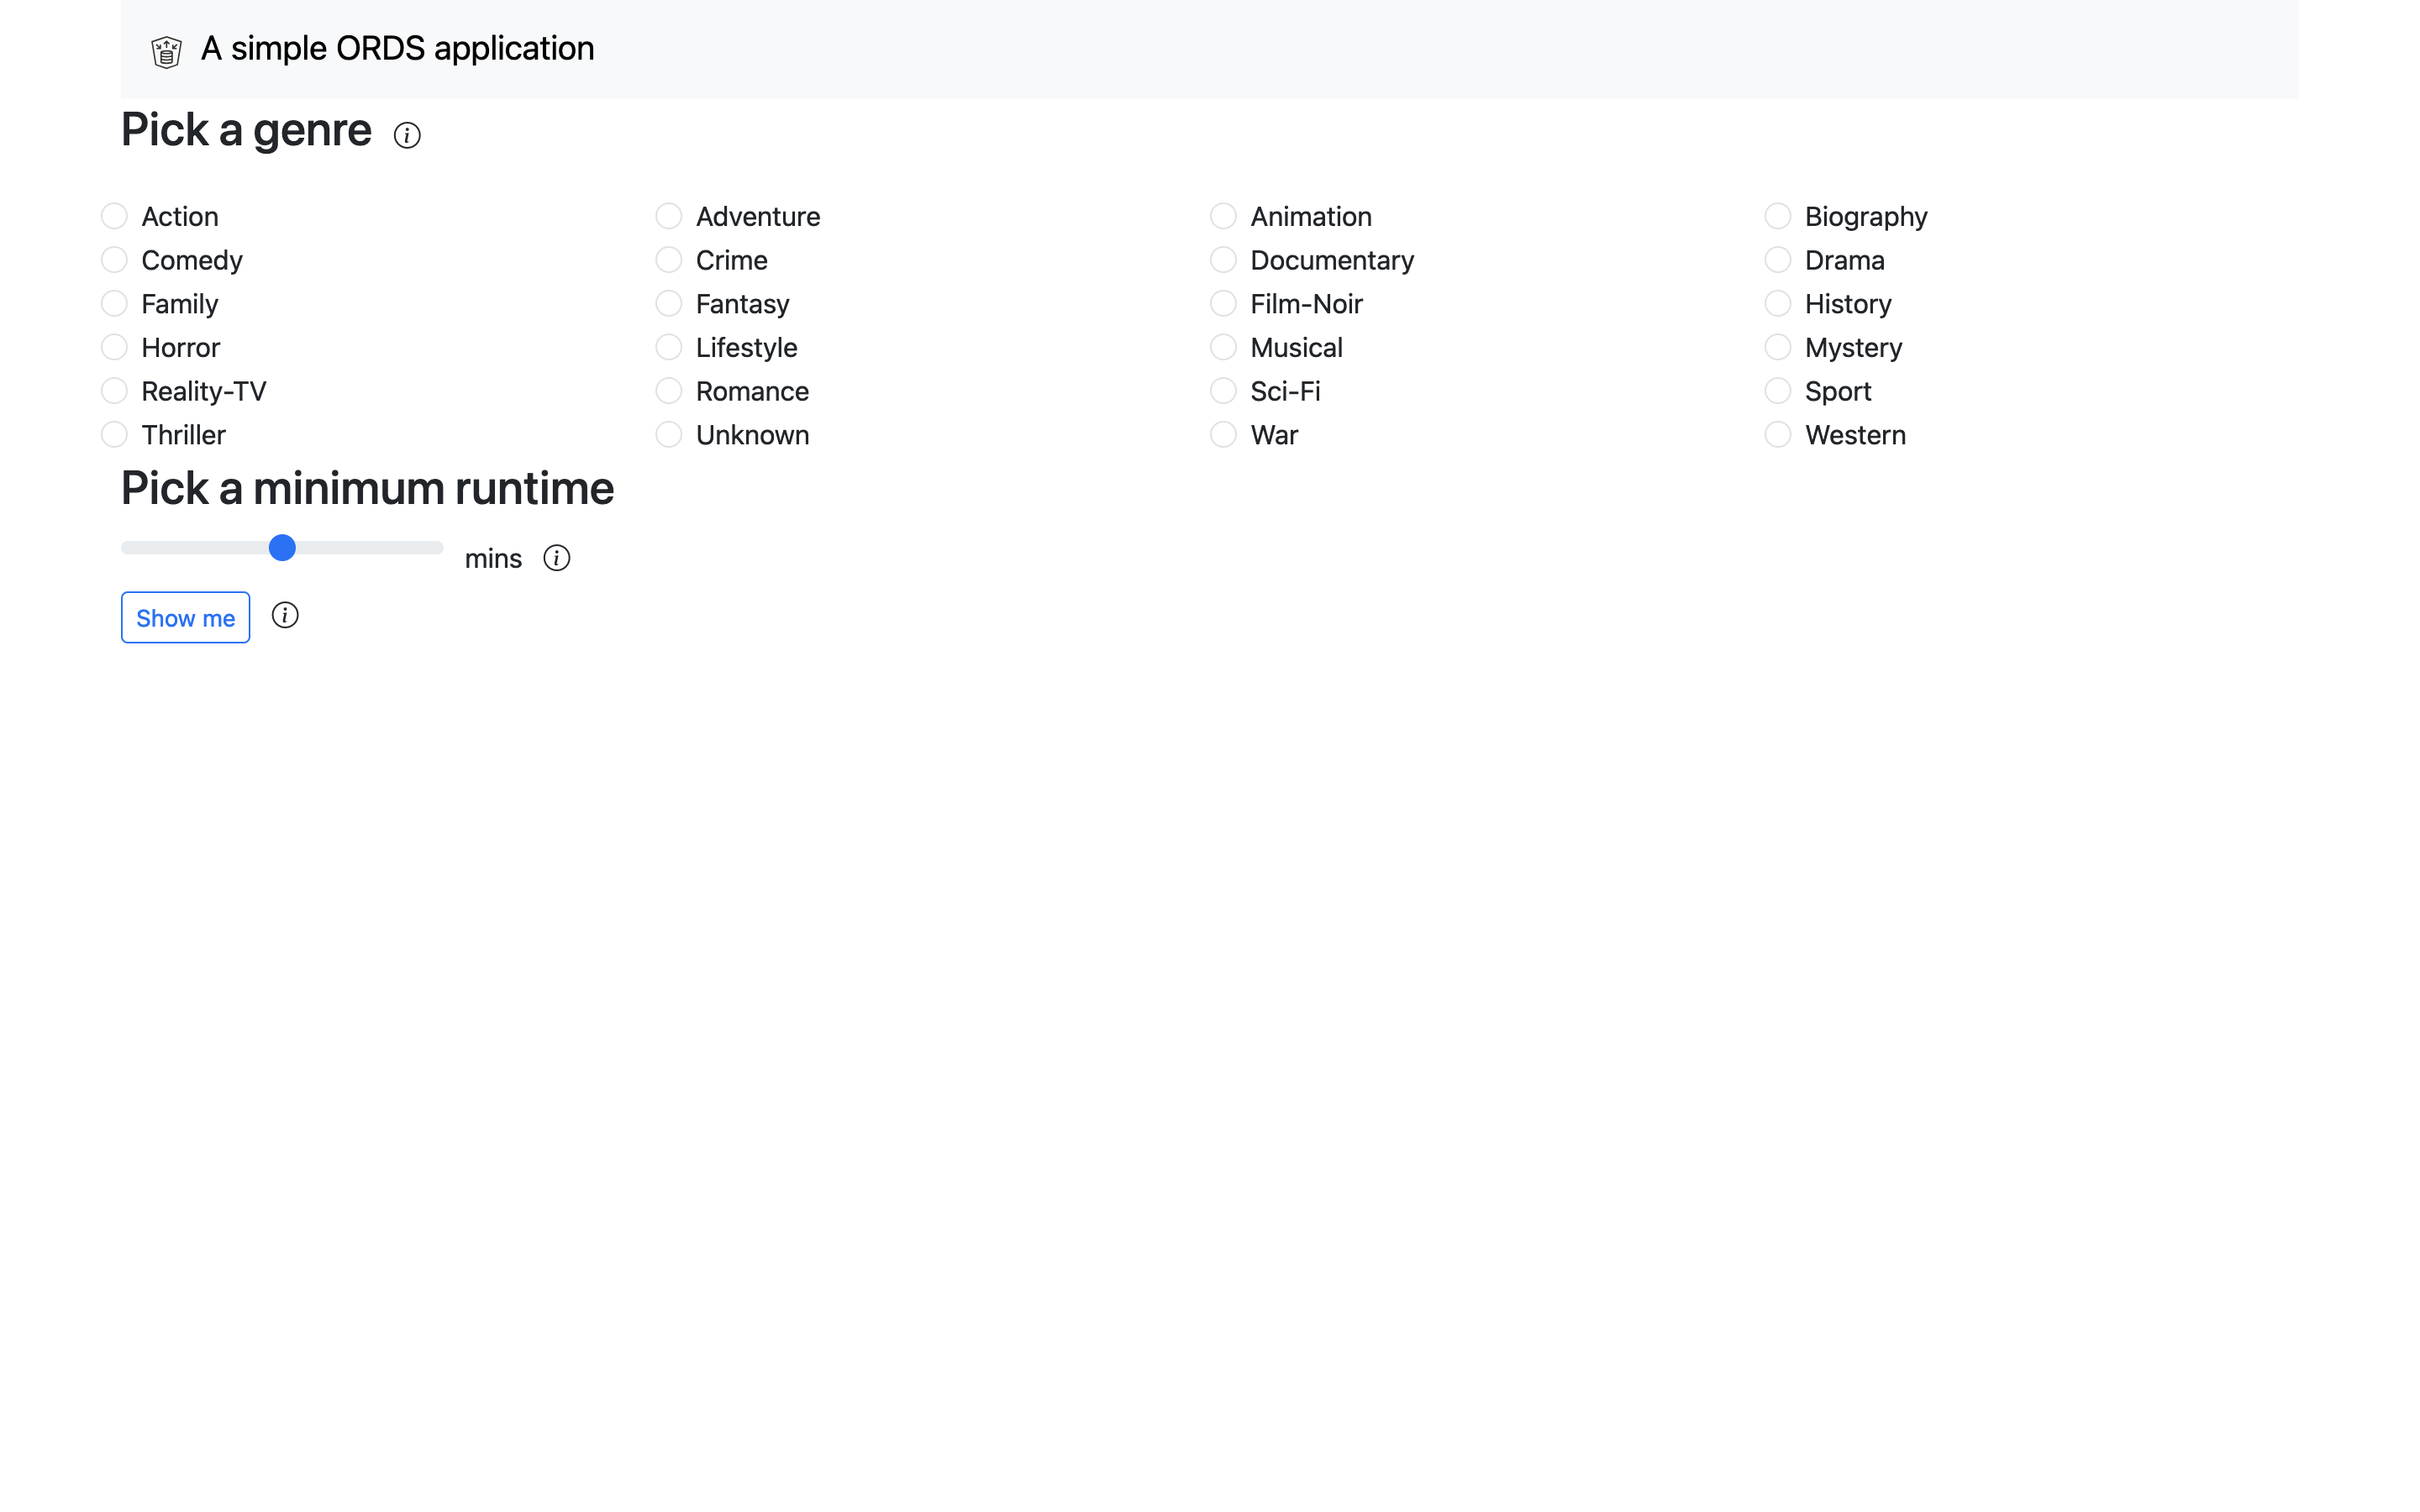 A simple ORDS application
Pick a genre
Action Adventure Animation Biography
Comedy Crime Documentary Drama
Family Fantasy Film-Noir History
Horror Lifestyle Musical Mystery
Reality-TV Romance Sci-Fi Sport
Thriller Unknown War Western
Pick a minimum runtime
mins
Show me